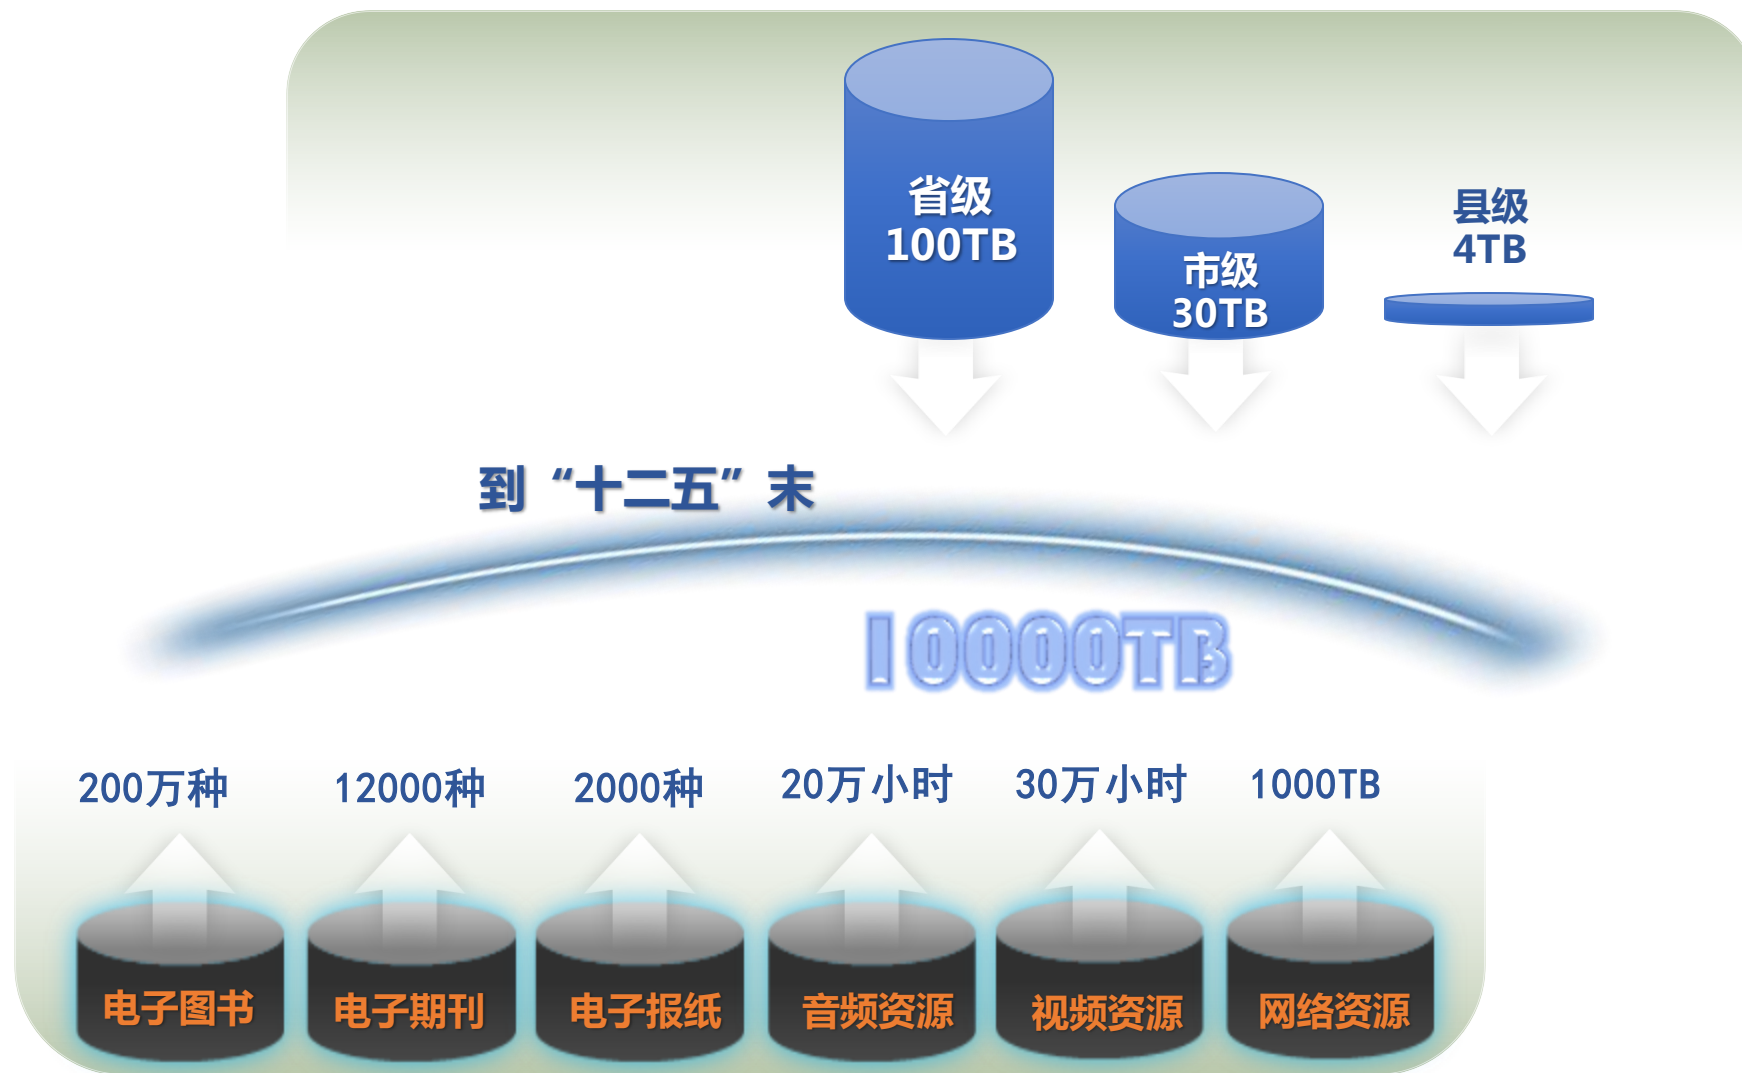 省级
100TB
市级
30TB
县级
4TB
到“十二五”末
10000TB
200万种
12000种
2000种
20万小时
30万小时
1000TB
电子图书
电子期刊
电子报纸
音频资源
视频资源
网络资源